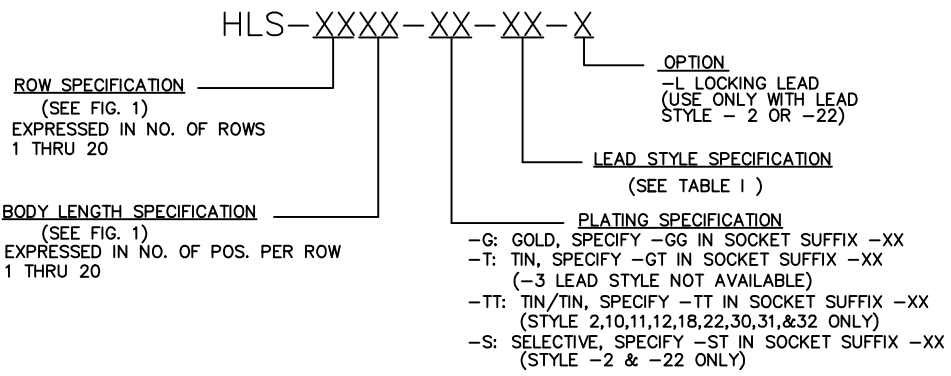 HLS-XXXX-XX-XX-X
ROW SPECIFICATION
(SEE FIG. 1)
EXPRESSED IN NO. OF ROWS
1 THRU 20
BODY LENGTH SPECIFICATION
(SEE FIG. 1)
EXPRESSED IN NO. OF POS. PER ROW
1 THRU 20
OPTION
-L LOCKING LEAD
(USE ONLY WITH LEAD
STYLE - 2 OR -22)
LEAD STYLE SPECIFICATION
(SEE TABLE I )
PLATING SPECIFICATION
-G: GOLD, SPECIFY -GG IN SOCKET SUFFIX -XX
-T: TIN, SPECIFY -GT IN SOCKET SUFFIX -XX
(-3 LEAD STYLE NOT AVAILABLE)
-TT: TIN/TIN, SPECIFY -TT IN SOCKET SUFFIX -XX
(STYLE 2,10,11,12,18,22,30,31,&32 ONLY)
-S: SELECTIVE, SPECIFY -ST IN SOCKET SUFFIX -XX
(STYLE -2 & -22 ONLY)